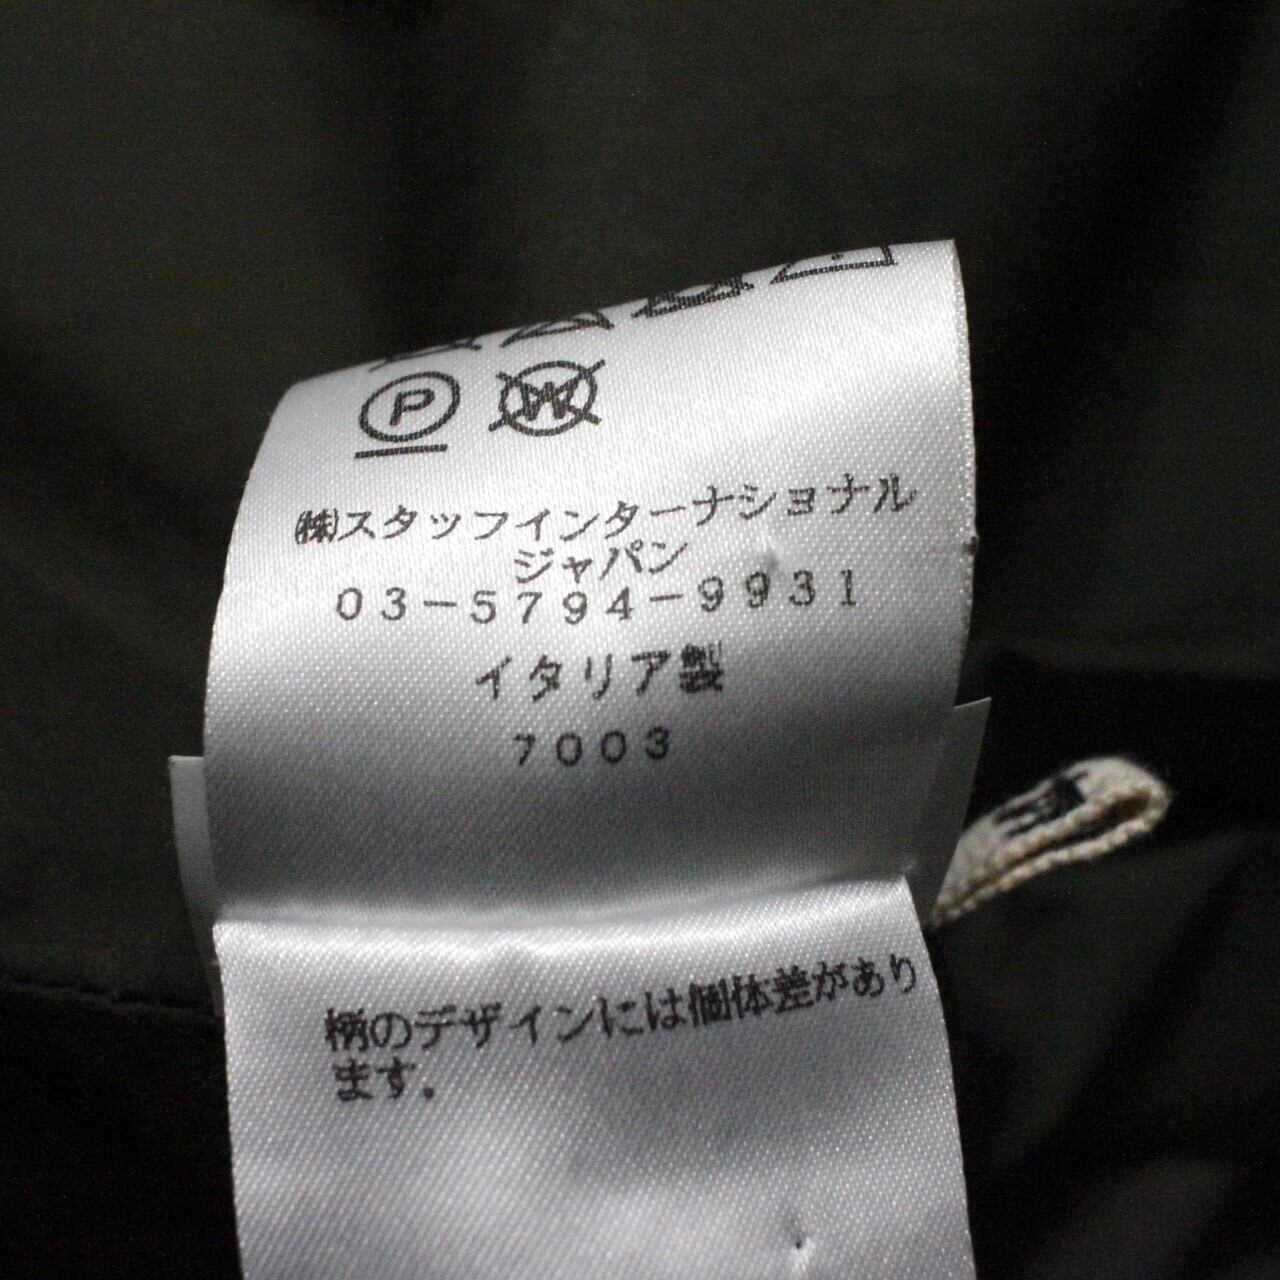 P W
㈱スタッフインターナショナル
ジャパン
03-5794-9931
イタリア製
7003
柄のデザインには個体差があり
ます。